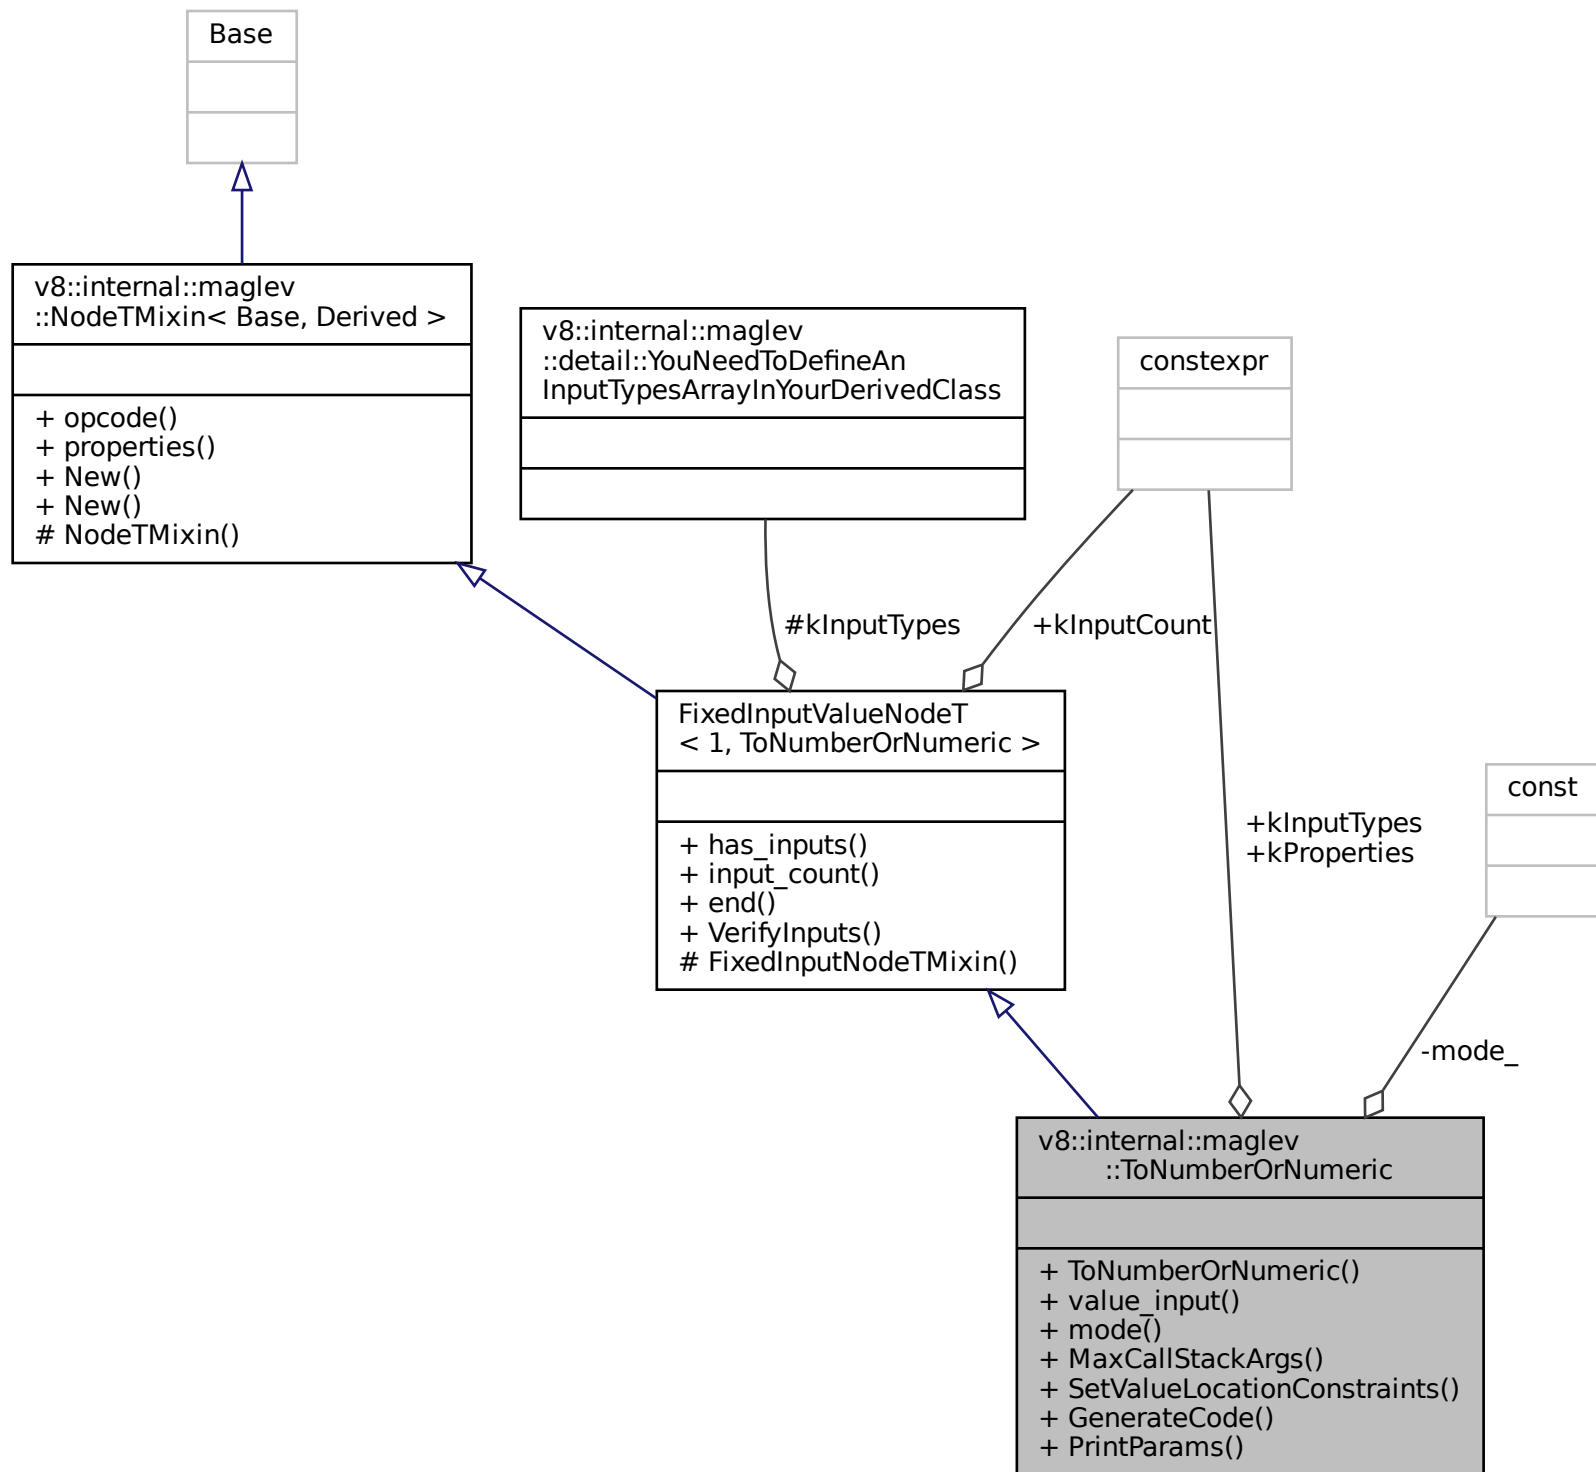 Base
v8::internal::maglev
::NodeTMixin< Base, Derived >
+ opcode()
+ properties()
+ New()
+ New()
# NodeTMixin()
v8::internal::maglev
::detail::YouNeedToDefineAn
InputTypesArrayInYourDerivedClass
constexpr
#kInputTypes
+kInputCount
FixedInputValueNodeT
< 1, ToNumberOrNumeric >
+ has_inputs()
+ input_count()
+ end()
+ VerifyInputs()
# FixedInputNodeTMixin()
+kInputTypes
+kProperties
const
-mode_
v8::internal::maglev
::ToNumberOrNumeric
+ ToNumberOrNumeric()
+ value_input()
+ mode()
+ MaxCallStackArgs()
+ SetValueLocationConstraints()
+ GenerateCode()
+ PrintParams()